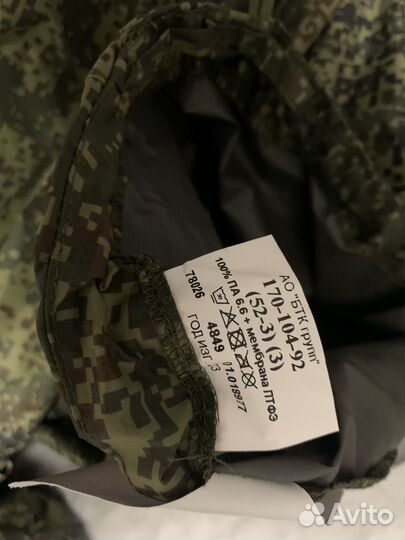 АО "БТК групп"
170-104-92
(52-3) (3)
100% ПА 6.6 + мембрана ПТФЭ
4849
78026
ГОД ИЗГ
Avito